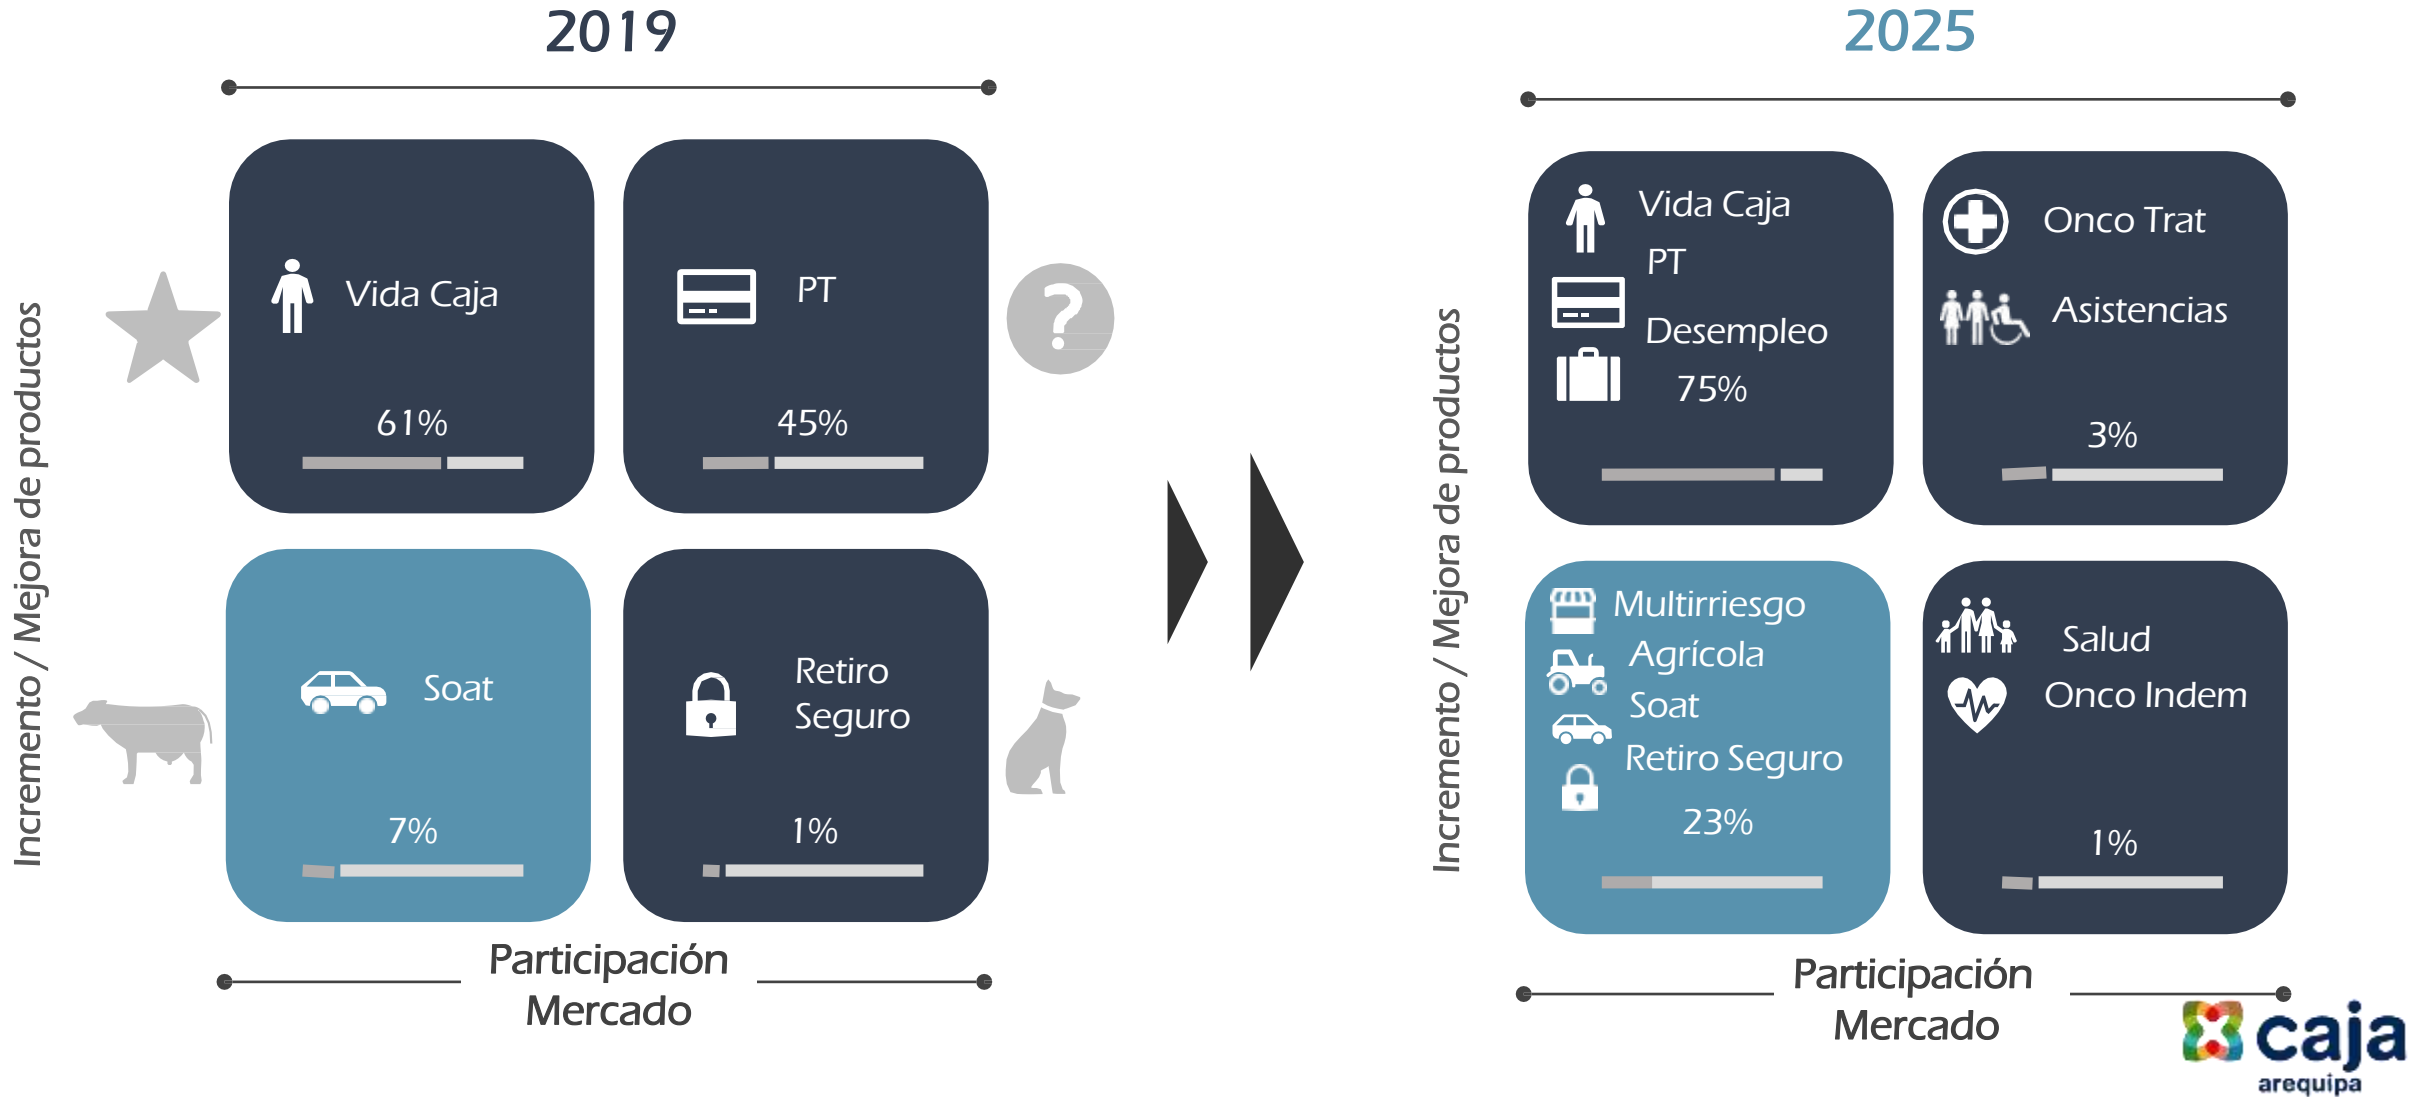 2019
Incremento / Mejora de productos
Vida Caja
61%
PT
45%
?
Soat
7%
Retiro
Seguro
1%
Participación
Mercado
2025
Incremento / Mejora de productos
Vida Caja
PT
Desempleo
75%
Onco Trat
Asistencias
3%
Multirriesgo
Agrícola
Soat
Retiro Seguro
23%
Salud
Onco Indem
1%
Participación
Mercado
caja
arequipa